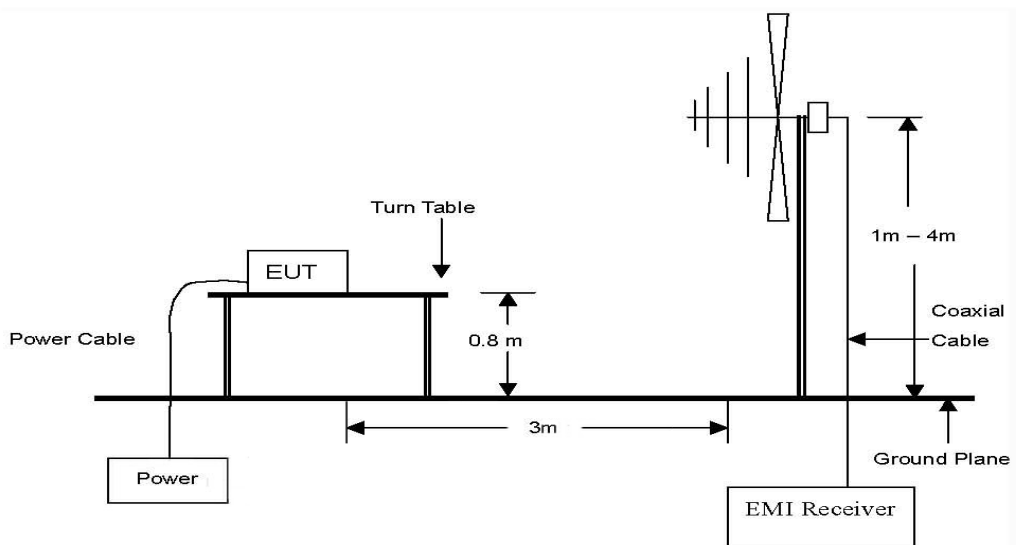 Turn Table
EUT
1m – 4m
Coaxial
Cable
Power Cable
0.8 m
3m
Ground Plane
Power
EMI Receiver